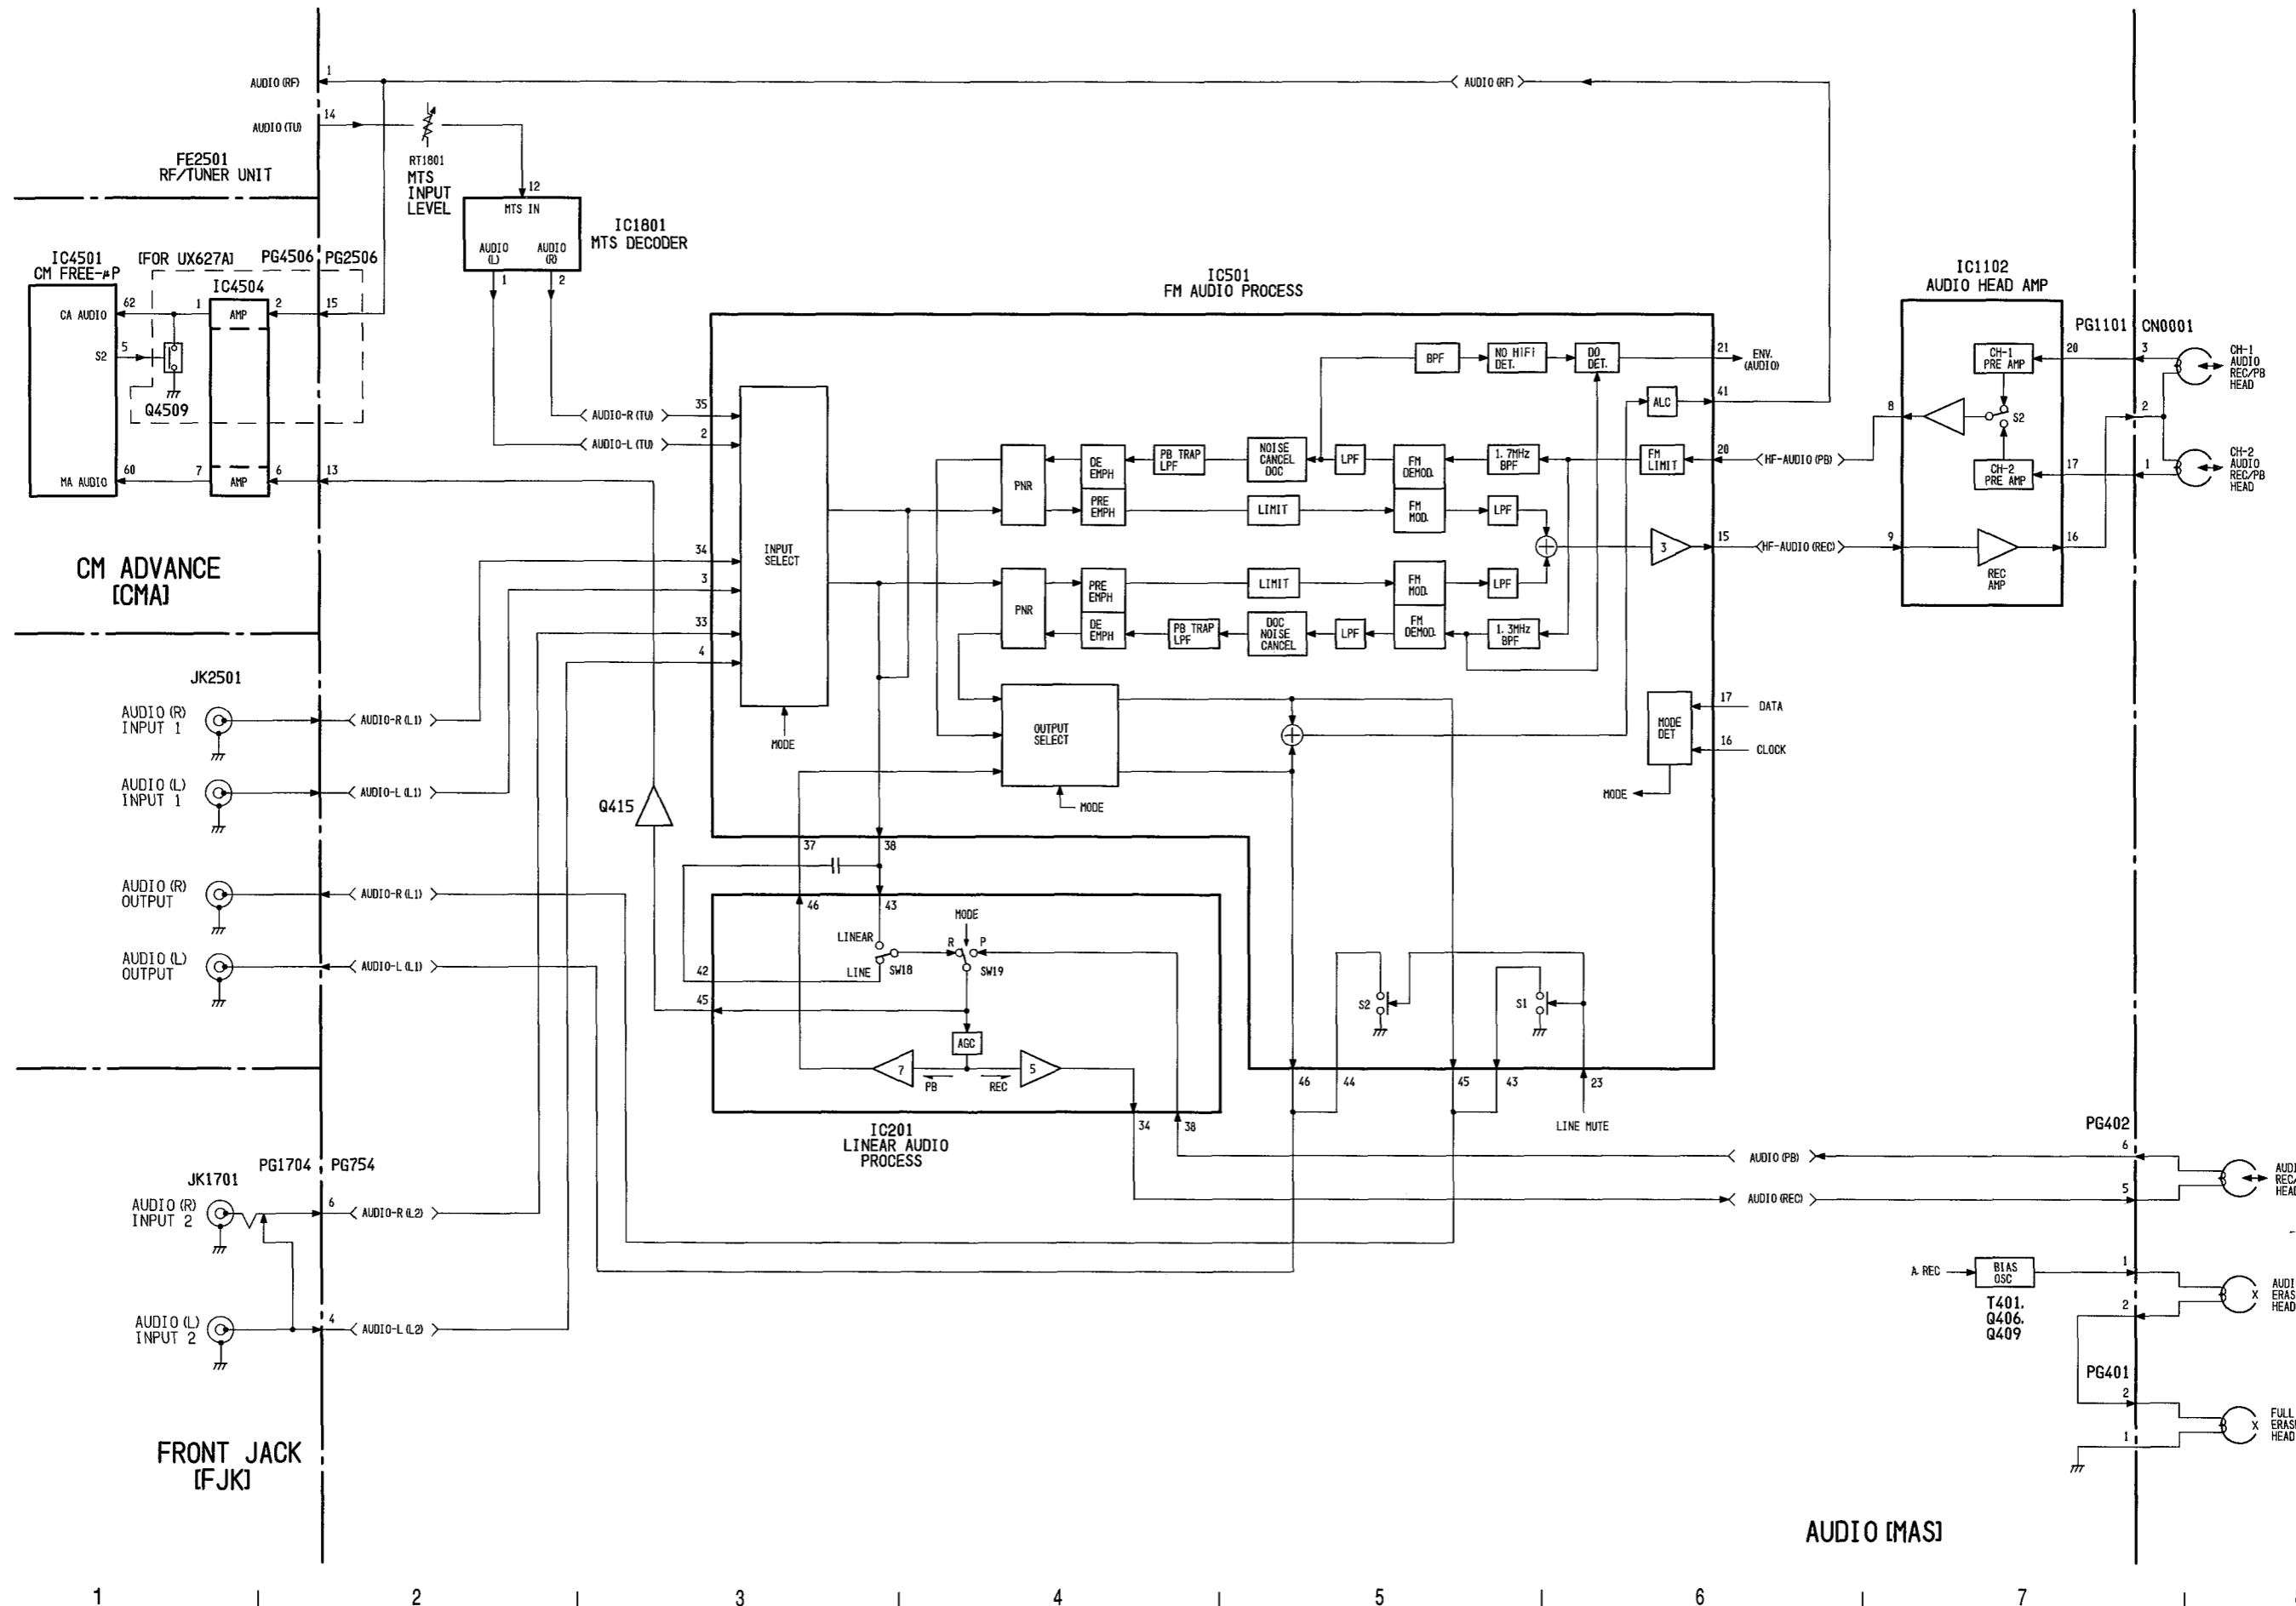 AUDIO (RF)
1
< AUDIO (RF) >
AUDIO (TU)
14
RT1801
MTS
INPUT
LEVEL
FE2501
RF/TUNER UNIT
12
MTS IN
AUDIO
(L)
AUDIO
(R)
IC1801
MTS DECODER
1
2
IC4501
CM FREE-μP
[FOR UX627A]
PG4506
PG2506
IC4504
CA AUDIO
62
1
AMP
2
15
S2
5
Q4509
MA AUDIO
60
7
AMP
6
13
CM ADVANCE
[CMA]
IC501
FM AUDIO PROCESS
< AUDIO-R (TU) >
35
< AUDIO-L (TU) >
2
34
3
33
4
INPUT
SELECT
MODE
BPF
NO HiFi
DET.
DO
DET.
21
ENV.
(AUDIO)
ALC
41
PNR
DE
EMPH
PB TRAP
LPF
NOISE
CANCEL
DOC
LPF
FM
DEMOD.
1.7MHz
BPF
FM
LIMIT
20
<HF-AUDIO (PB) >
PRE
EMPH
LIMIT
FM
MOD.
LPF
3
15
<HF-AUDIO (REC) >
PNR
PRE
EMPH
LIMIT
FM
MOD.
LPF
DE
EMPH
PB TRAP
LPF
DOC
NOISE
CANCEL
LPF
FM
DEMOD.
1.3MHz
BPF
OUTPUT
SELECT
MODE
MODE
DET
17
DATA
16
CLOCK
MODE
IC1102
AUDIO HEAD AMP
PG1101
CN0001
CH-1
PRE AMP
20
3
CH-1
AUDIO
REC/PB
HEAD
8
S2
2
CH-2
PRE AMP
17
1
CH-2
AUDIO
REC/PB
HEAD
9
REC
AMP
16
JK2501
AUDIO (R)
INPUT 1
< AUDIO-R (L1) >
AUDIO (L)
INPUT 1
< AUDIO-L (L1) >
Q415
AUDIO (R)
OUTPUT
< AUDIO-R (L1) >
AUDIO (L)
OUTPUT
< AUDIO-L (L1) >
37
38
46
43
MODE
LINEAR
R
P
LINE
SW18
SW19
42
45
AGC
7
PB
REC
5
34
38
IC201
LINEAR AUDIO
PROCESS
S2
S1
46
44
45
43
23
LINE MUTE
PG402
< AUDIO (PB) >
6
< AUDIO (REC) >
5
JK1701
PG1704
PG754
AUDIO (R)
INPUT 2
6
< AUDIO-R (L2) >
AUDIO (L)
INPUT 2
4
< AUDIO-L (L2) >
A.REC
BIAS
OSC
T401.
Q406.
Q409
1
2
PG401
2
1
FULL
HEAD
HEAD
HEAD
FRONT JACK
[FJK]
AUDIO [MAS]
1
2
3
4
5
6
7